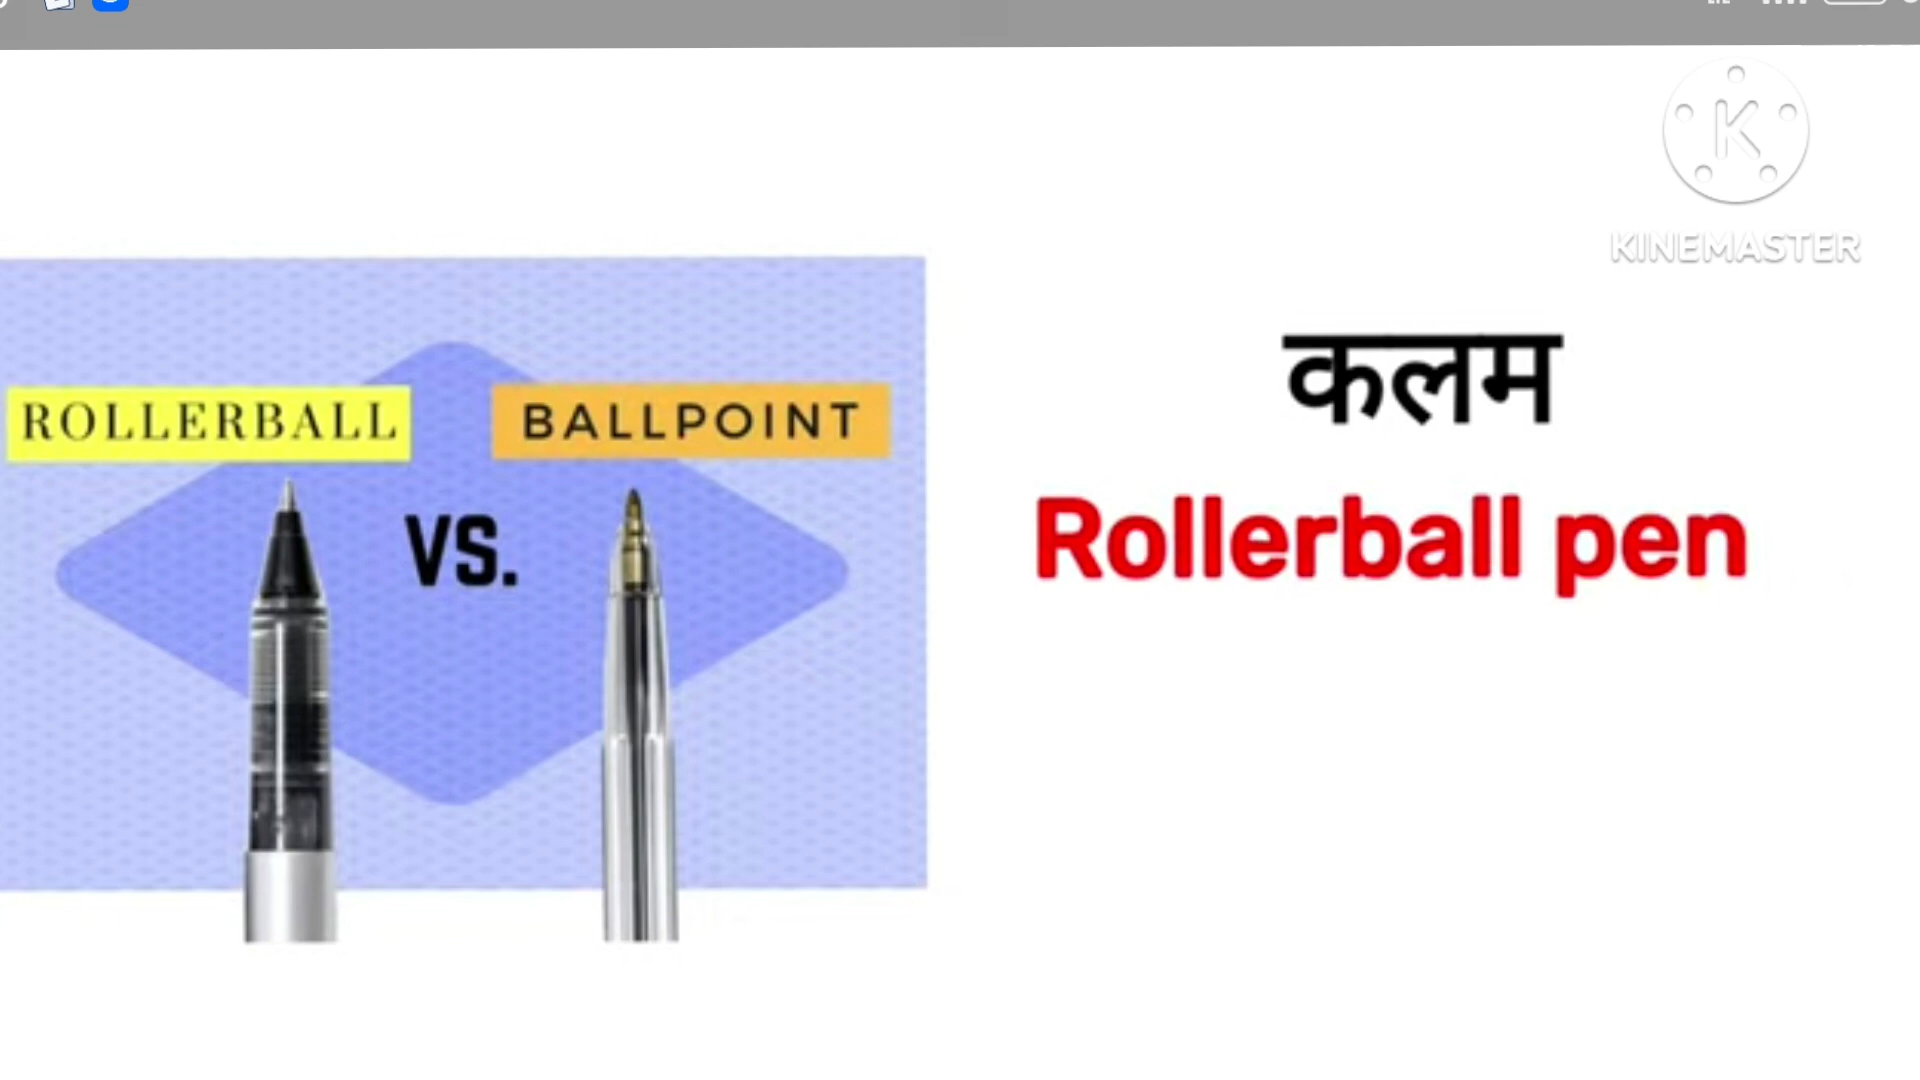 KINEMASTER
ROLLERBALL
BALLPOINT
VS.
कलम
Rollerball pen